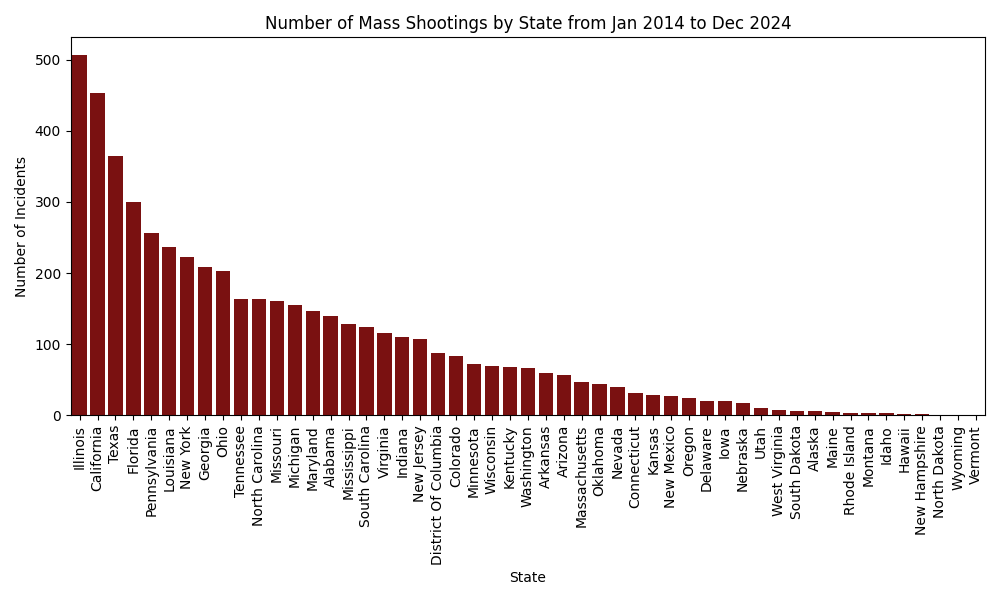 Number of Mass Shootings by State from Jan 2014 to Dec 2024
Number of Incidents
500
400
300
200
100
0
Illinois
California
Texas
Florida
Pennsylvania
Louisiana
New York
Georgia
Ohio
Tennessee
North Carolina
Missouri
Michigan
Maryland
Alabama
Mississippi
South Carolina
Virginia
Indiana
New Jersey
District Of Columbia
Colorado
Minnesota
Wisconsin
Kentucky
Washington
Arkansas
Arizona
Massachusetts
Oklahoma
Nevada
Connecticut
Kansas
New Mexico
Oregon
Delaware
Iowa
Nebraska
Utah
West Virginia
South Dakota
Alaska
Maine
Rhode Island
Montana
Idaho
Hawaii
New Hampshire
North Dakota
Wyoming
Vermont
State